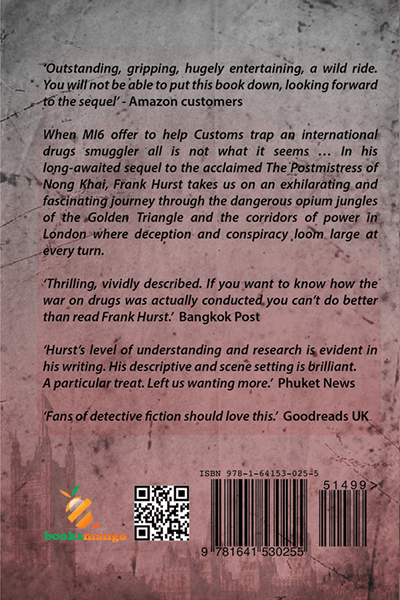 'Outstanding, gripping, hugely entertaining, a wild ride.
You will not be able to put this book down, looking forward
to the sequel' - Amazon customers
When MI6 offer to help Customs trap an international
drugs smuggler all is not what it seems … In his
long-awaited sequel to the acclaimed The Postmistress of
Nong Khai, Frank Hurst takes us on an exhilarating and
fascinating journey through the dangerous opium jungles
of the Golden Triangle and the corridors of power in
London where deception and conspiracy loom large at
every turn.
'Thrilling, vividly described. If you want to know how the
war on drugs was actually conducted you can't do better
than read Frank Hurst.' Bangkok Post
'Hurst's level of understanding and research is evident in
his writing. His descriptive and scene setting is brilliant.
A particular treat. Left us wanting more.' Phuket News
'Fans of detective fiction should love this.' Goodreads UK
ISBN 978-1-64153-025-5
51499>
booksmango
9 781641 530255